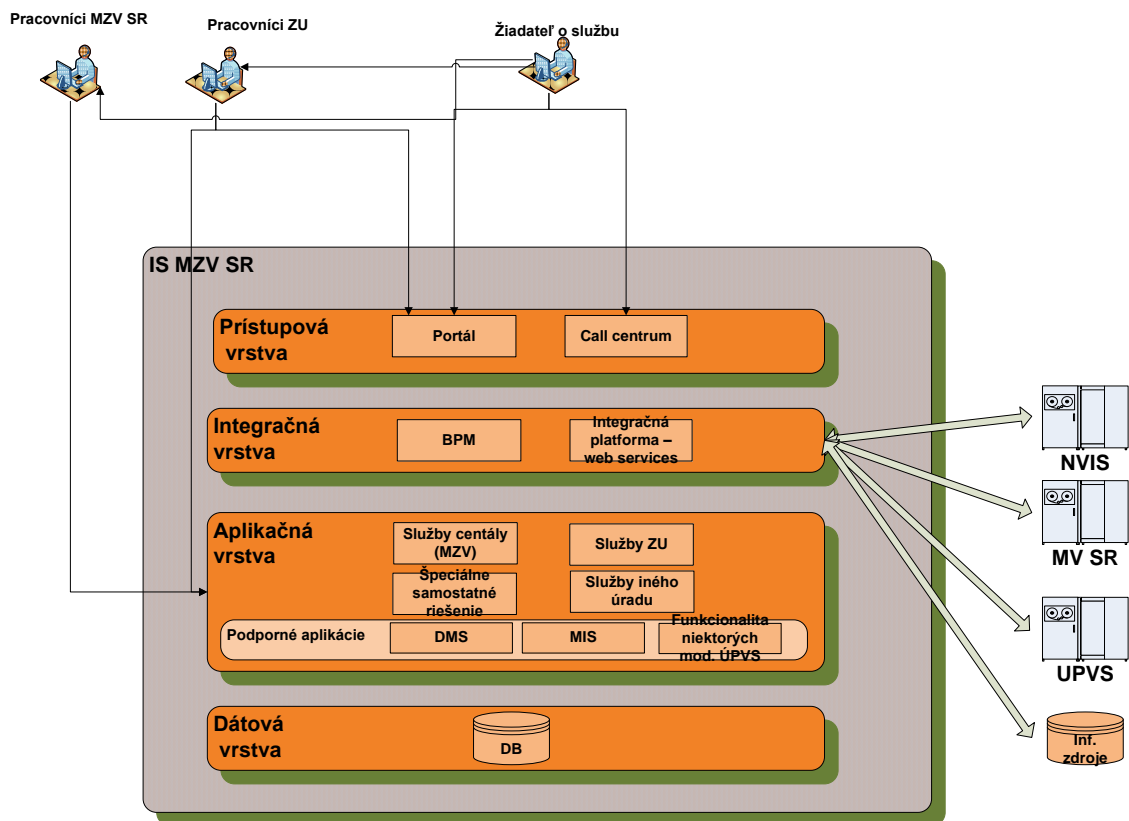 Pracovníci MZV SR
Pracovníci ZU
Žiadateľ o službu
IS MZV SR
Prístupová
vrstva
Portál
Call centrum
Integračná
vrstva
BPM
Integračná
platforma –
web services
NVIS
MV SR
Aplikačná
vrstva
Služby centály
(MZV)
Služby ZU
Špeciálne
samostatné
riešenie
Služby iného
úradu
Podporné aplikácie
DMS
MIS
Funkcionalita
niektorých
mod. ÚPVS
UPVS
Dátová
vrstva
DB
Inf.
zdroje